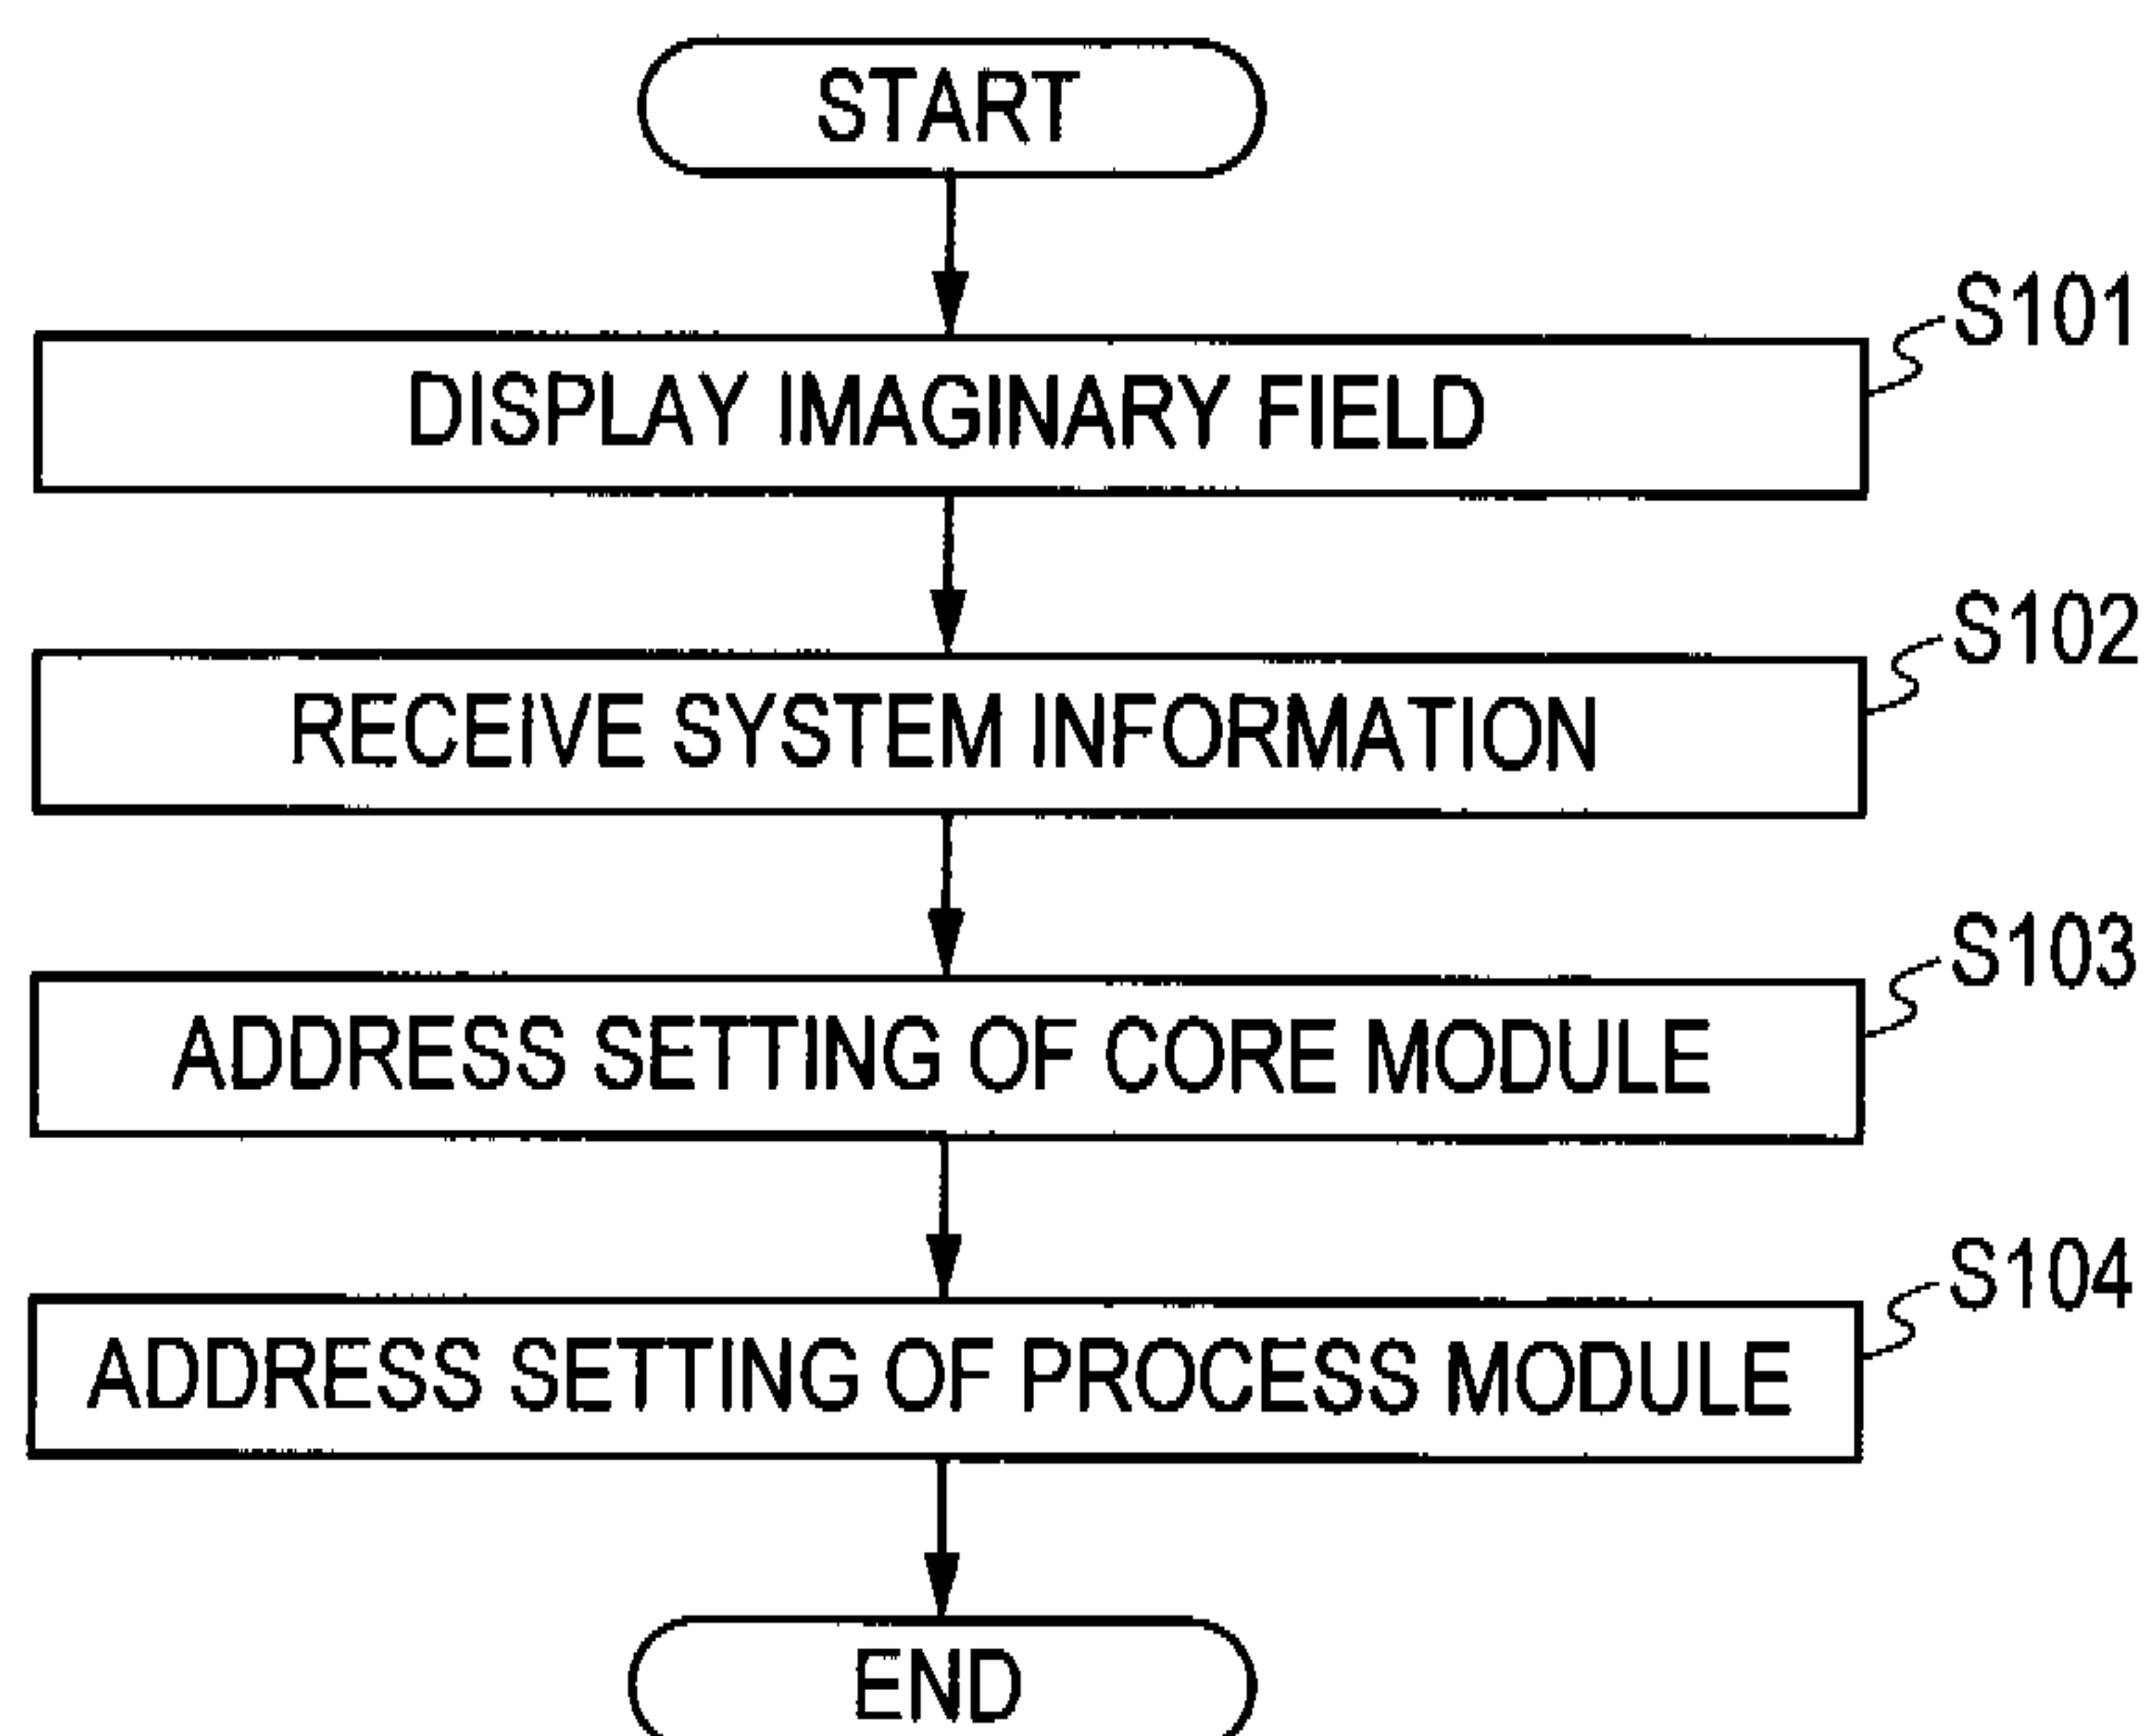 START
S101
DISPLAY IMAGINARY FIELD
S102
RECEIVE SYSTEM INFORMATION
S103
ADDRESS SETTING OF CORE MODULE
S104
ADDRESS SETTING OF PROCESS MODULE
END